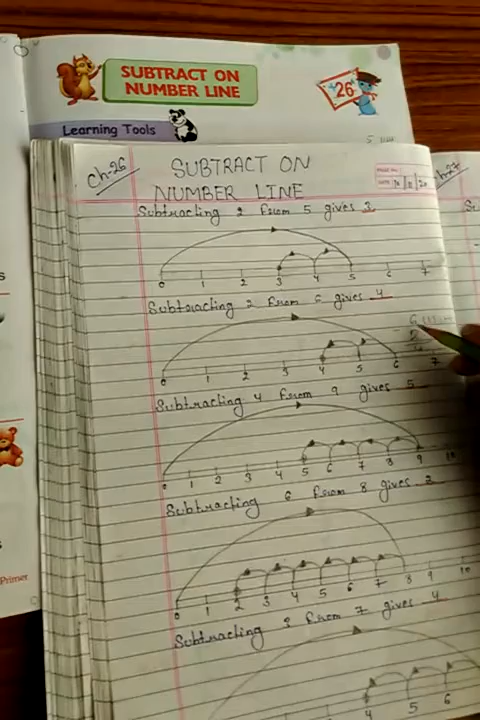 SUBTRACT ON
NUMBER LINE
26
Learning Tools
Ch-26
SUBTRACT ON
NUMBER LINE
Subtracting 2 from 5 gives 3
0 1 2 3 4 5 6 7
Subtracting 2 from 6 gives 4
0 1 2 3 4 5 6 7
Subtracting 4 from 9 gives 5
0 1 2 3 4 5 6 7 8 9 10
Subtracting 6 from 8 gives 2
0 1 2 3 4 5 6 7 8 9 10
Subtracting 3 from 7 gives 4
4 5 6
Primer